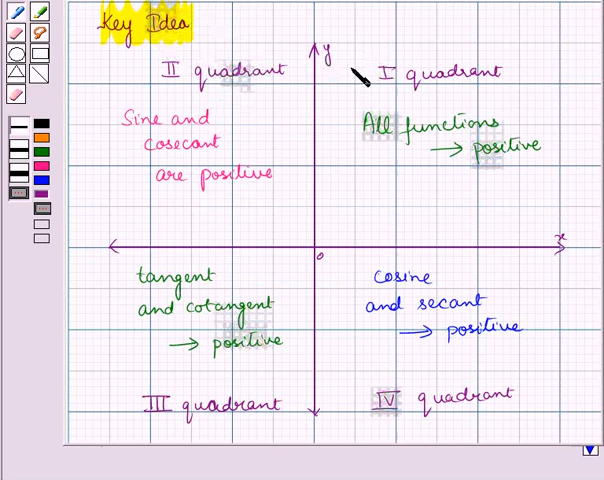 Key Idea
II quadrant
y
I quadrant
Sine and
cosecant
are positive
All functions
→ positive
x
o
tangent
and cotangent
→ positive
cosine
and secant
→ positive
III quadrant
IV quadrant